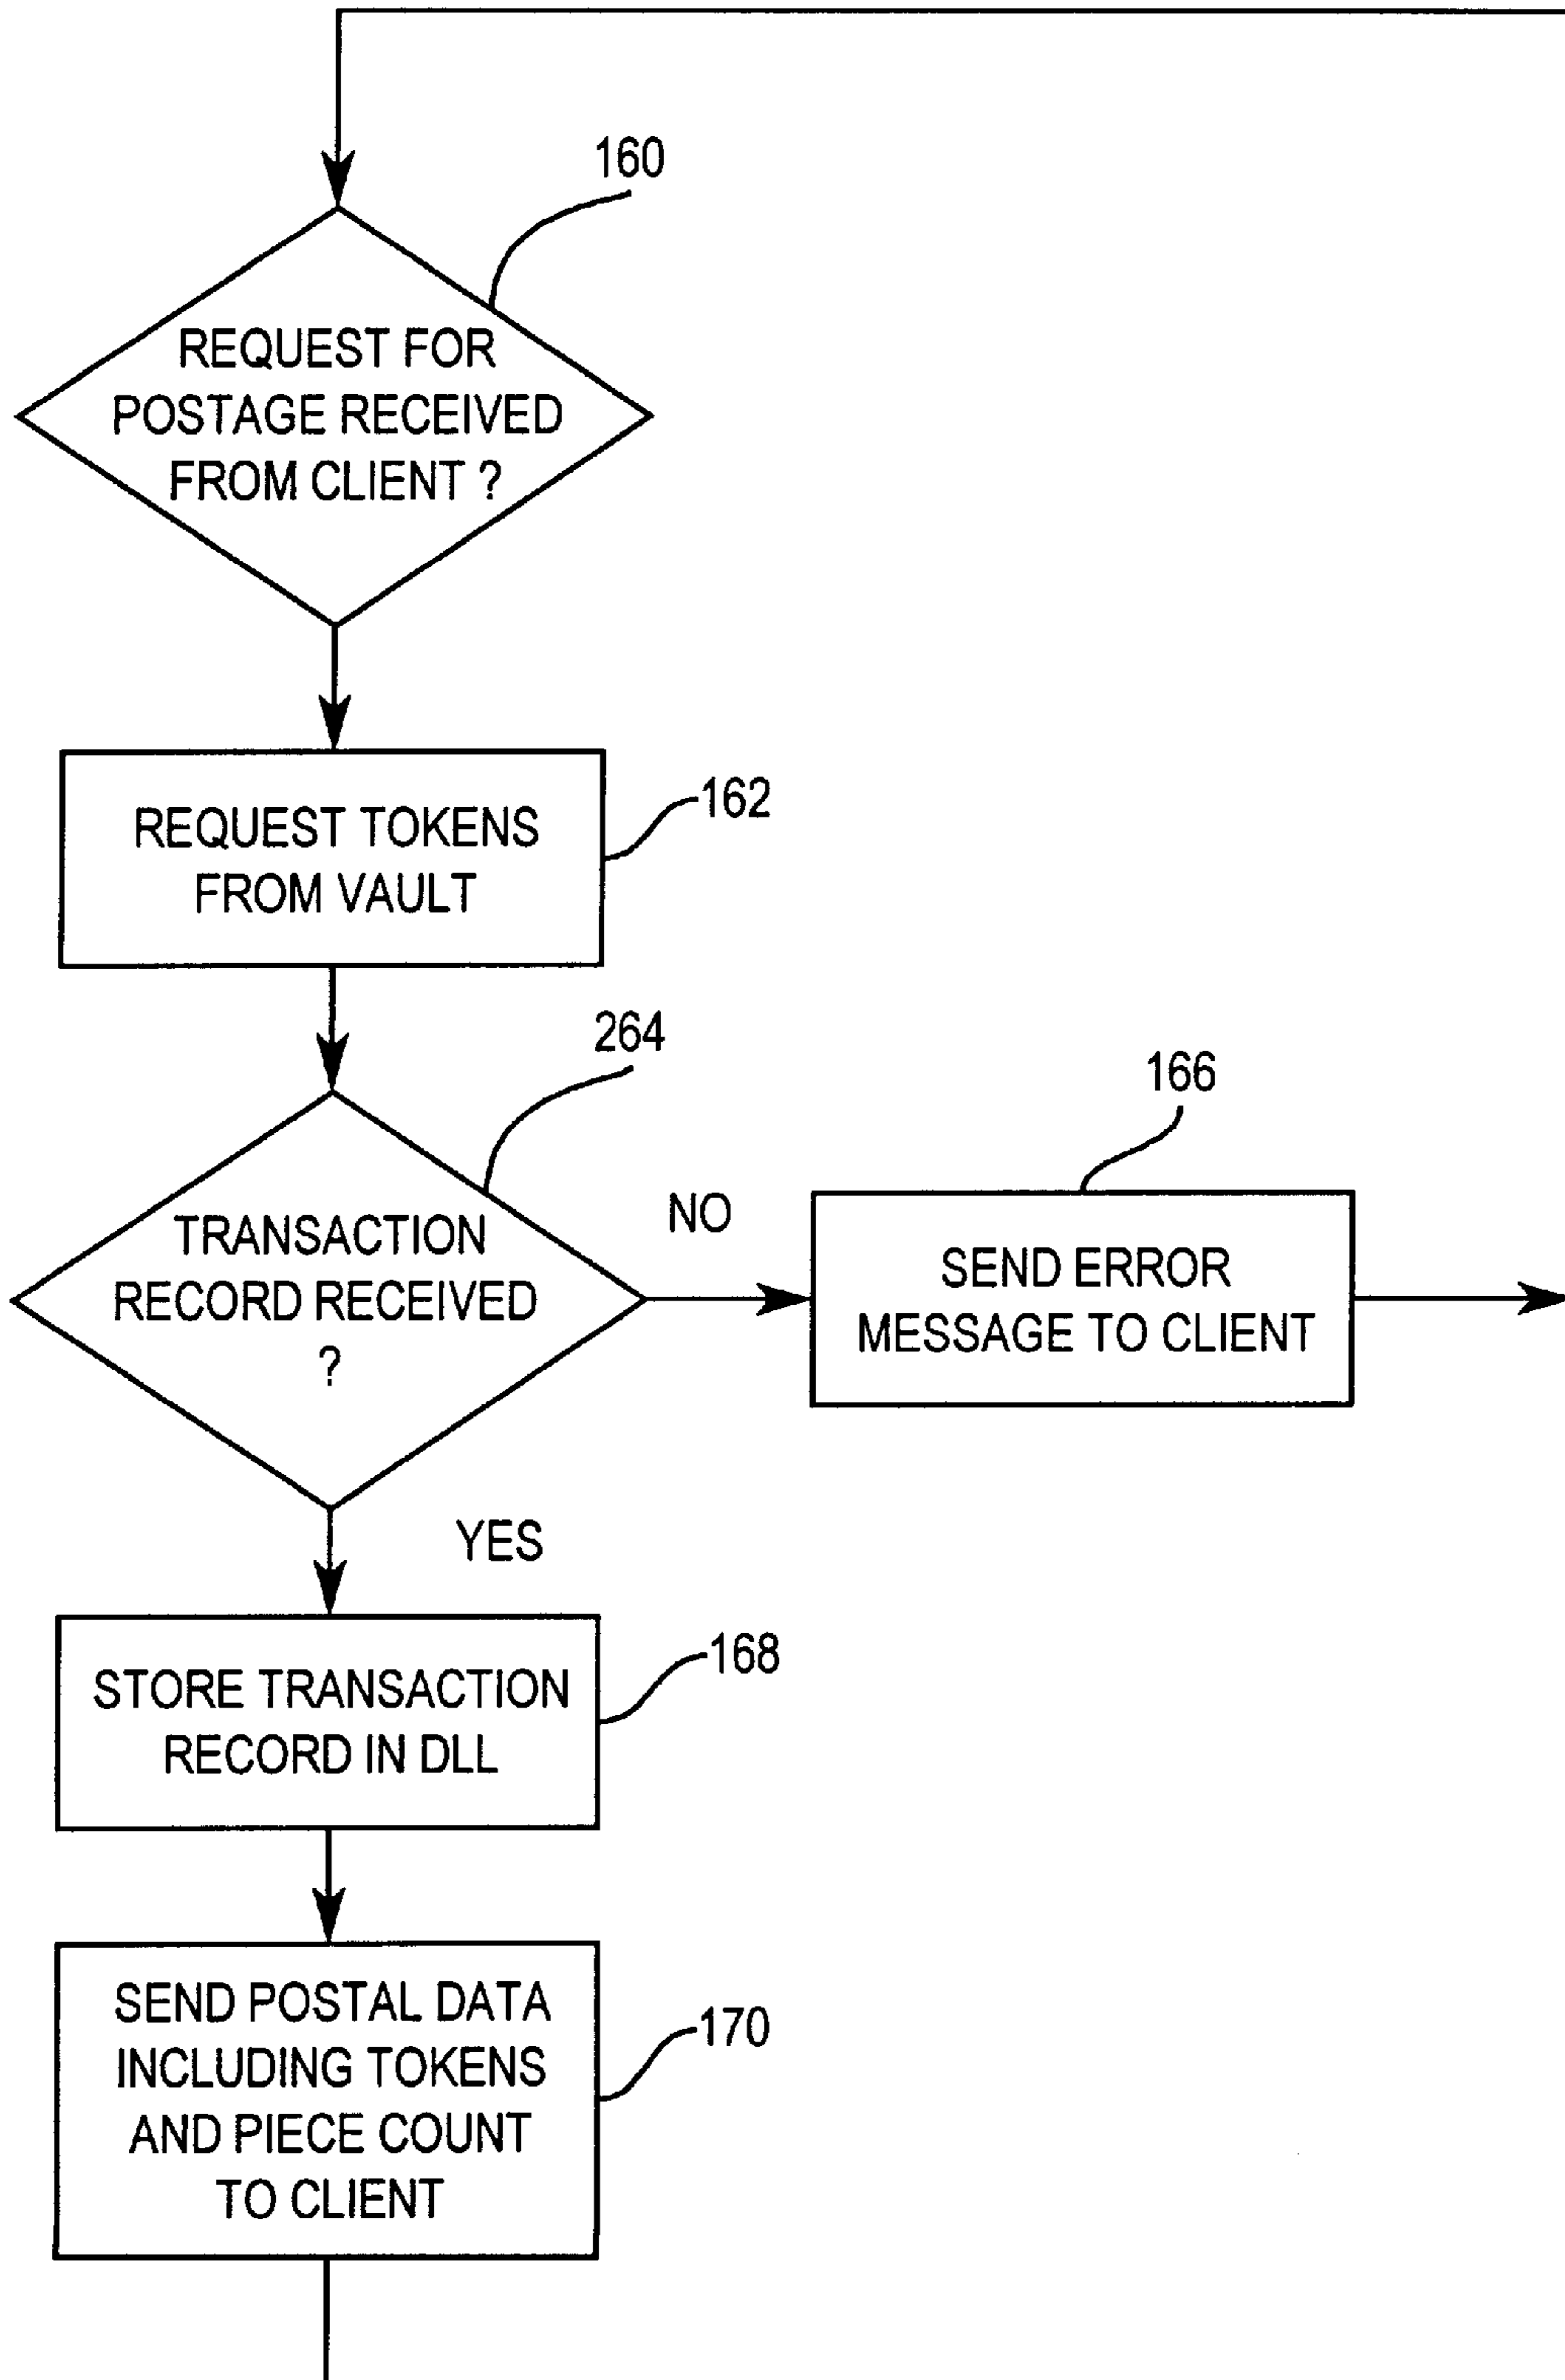 160
REQUEST FOR
POSTAGE RECEIVED
FROM CLIENT ?
REQUEST TOKENS
FROM VAULT
162
264
TRANSACTION
RECORD RECEIVED
?
NO
166
SEND ERROR
MESSAGE TO CLIENT
YES
STORE TRANSACTION
RECORD IN DLL
168
SEND POSTAL DATA
INCLUDING TOKENS
AND PIECE COUNT
TO CLIENT
170